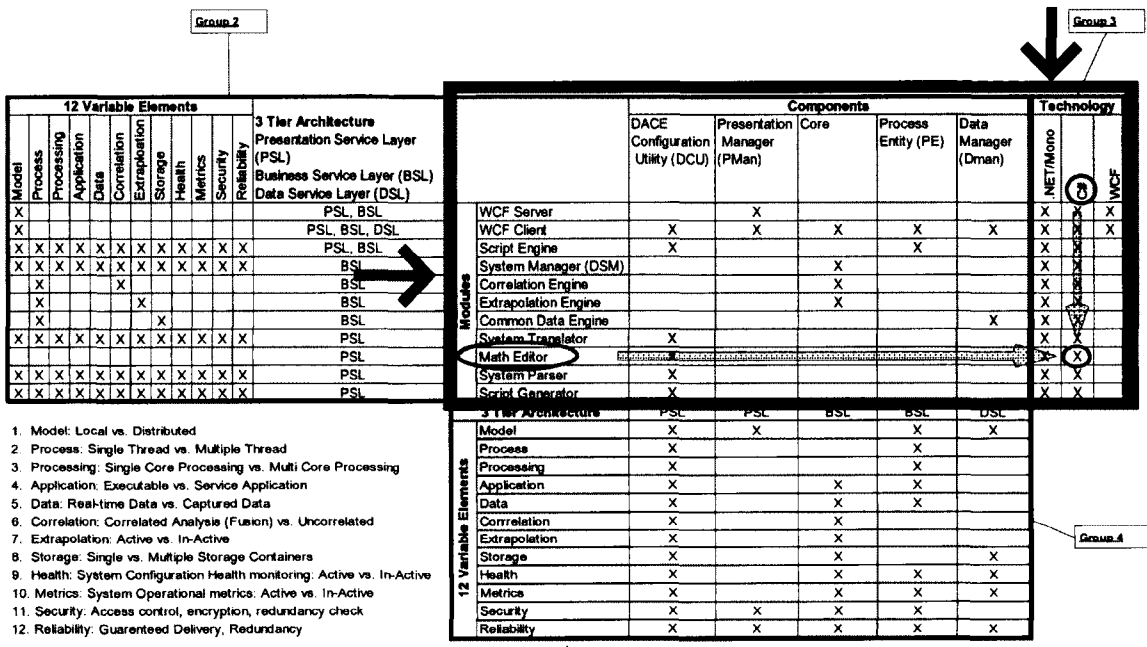 Group 2
Group 3
12 Variable Elements
Model
Process
Processing
Application
Data
Correlation
Extraploation
Storage
Health
Metrics
Security
Reliability
3 Tier Architecture
Presentation Service Layer
(PSL)
Business Service Layer (BSL)
Data Service Layer (DSL)
X PSL, BSL
X PSL, BSL, DSL
X X X X X X X X X X X X PSL, BSL
X X X X X X X X X X X X BSL
X X BSL
X X BSL
X X BSL
X X X X X X X X X X X X PSL
PSL
X X X X X X X X X X X X PSL
X X X X X X X X X X X X PSL
Components
Technology
DACE
Configuration
Utility (DCU)
Presentation
Manager
(PMan)
Core
Process
Entity (PE)
Data
Manager
(Dman)
.NET/Mono
C#
WCF
Modules
WCF Server X X X X
WCF Client X X X X X X X X
Script Engine X X X X
System Manager (DSM) X X X
Correlation Engine X X X
Extrapolation Engine X X X
Common Data Engine X X X
System Translator X X X
Math Editor X X X
System Parser X X X
Script Generator X X X
3 Tier Architecture PSL PSL BSL BSL DSL
12 Variable Elements
Model X X X X
Process X X
Processing X X
Application X X X
Data X X X
Corrrelation X X
Extrapolation X X
Storage X X X
Health X X X X
Metrics X X X X
Security X X X X
Reliability X X X X X
Group 4
1. Model: Local vs. Distributed
2. Process: Single Thread vs. Multiple Thread
3. Processing: Single Core Processing vs. Multi Core Processing
4. Application: Executable vs. Service Application
5. Data: Real-time Data vs. Captured Data
6. Correlation: Correlated Analysis (Fusion) vs. Uncorrelated
7. Extrapolation: Active vs. In-Active
8. Storage: Single vs. Multiple Storage Containers
9. Health: System Configuration Health monitoring: Active vs. In-Active
10. Metrics: System Operational metrics: Active vs. In-Active
11. Security: Access control, encryption, redundancy check
12. Reliability: Guarenteed Delivery, Redundancy